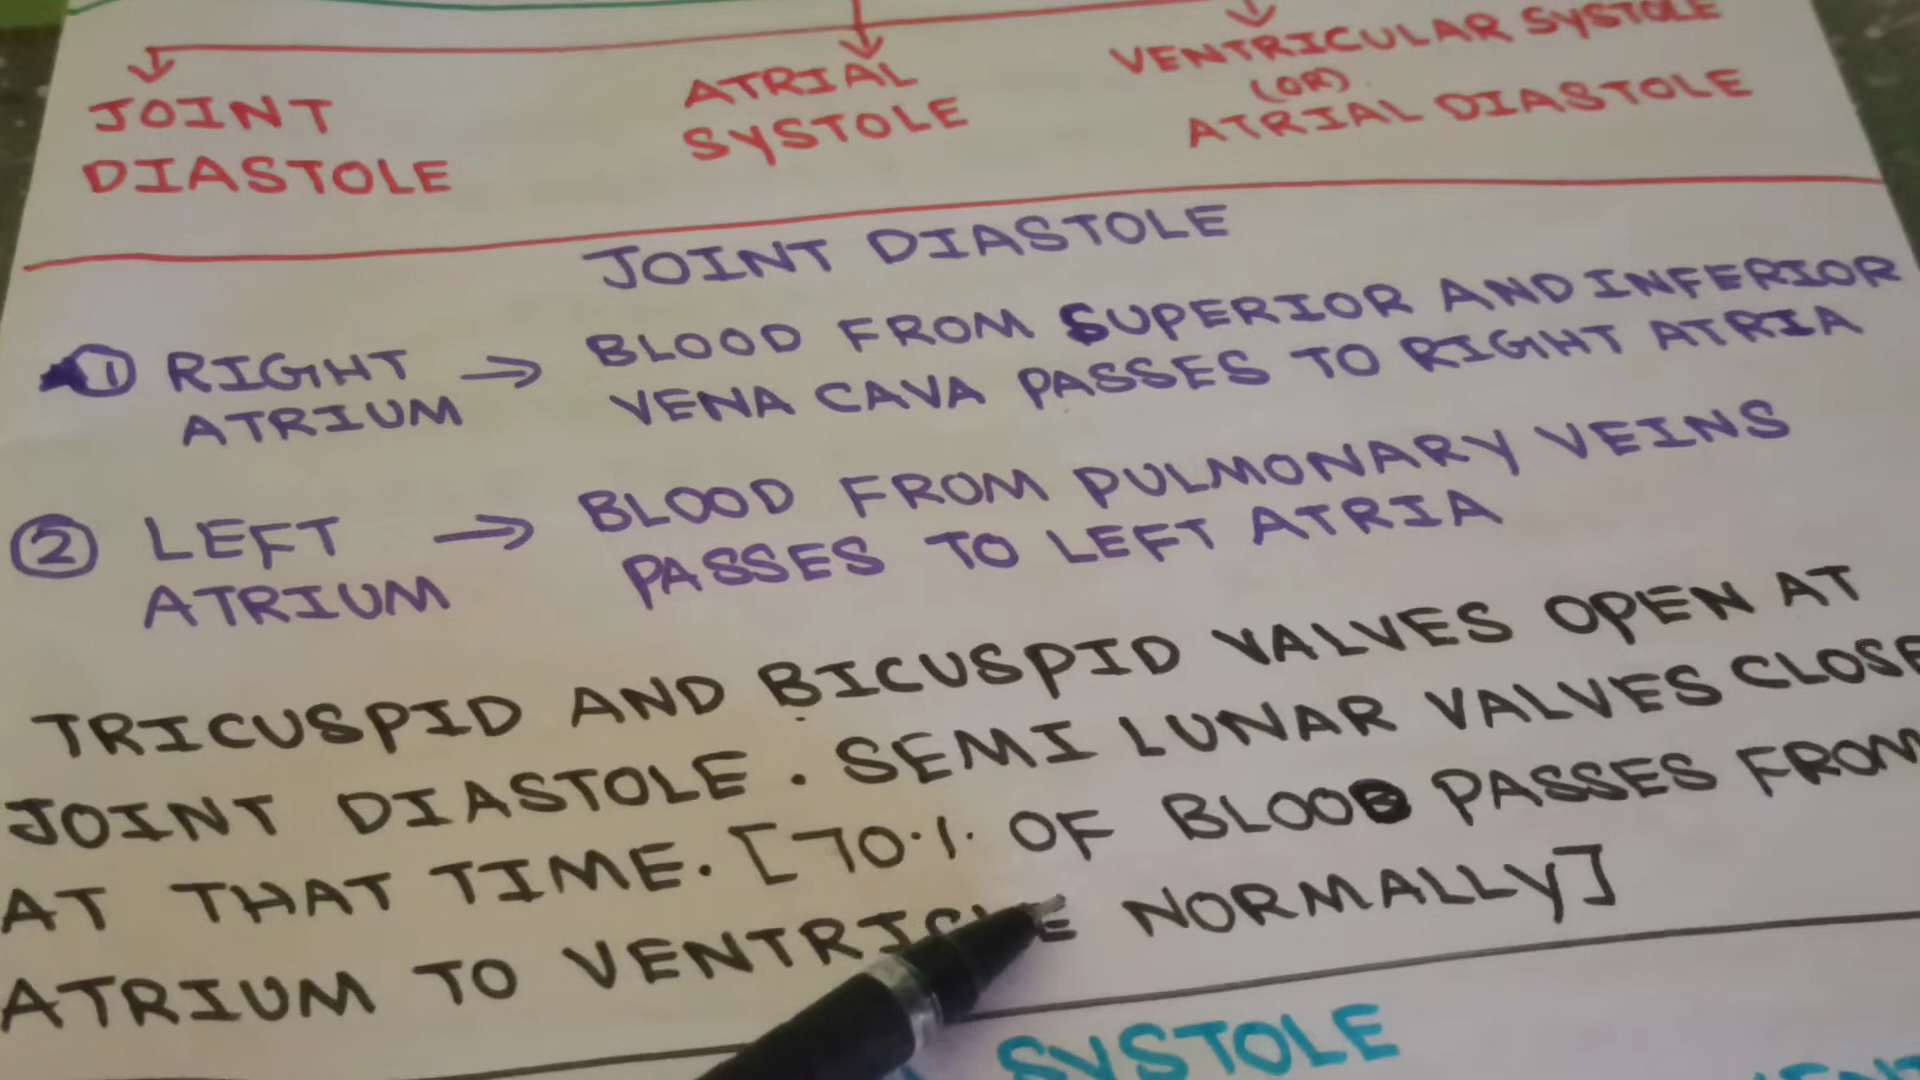 JOINT
DIASTOLE
ATRIAL
SYSTOLE
VENTRICULAR SYSTOLE
(OR)
ATRIAL DIASTOLE
JOINT DIASTOLE
① RIGHT ATRIUM → BLOOD FROM SUPERIOR AND INFERIOR
VENA CAVA PASSES TO RIGHT ATRIA
② LEFT ATRIUM → BLOOD FROM PULMONARY VEINS
PASSES TO LEFT ATRIA
TRICUSPID AND BICUSPID VALVES OPEN AT
JOINT DIASTOLE. SEMI LUNAR VALVES CLOSE
AT THAT TIME. [70% OF BLOOD PASSES FROM
ATRIUM TO VENTRICLE NORMALLY]
SYSTOLE